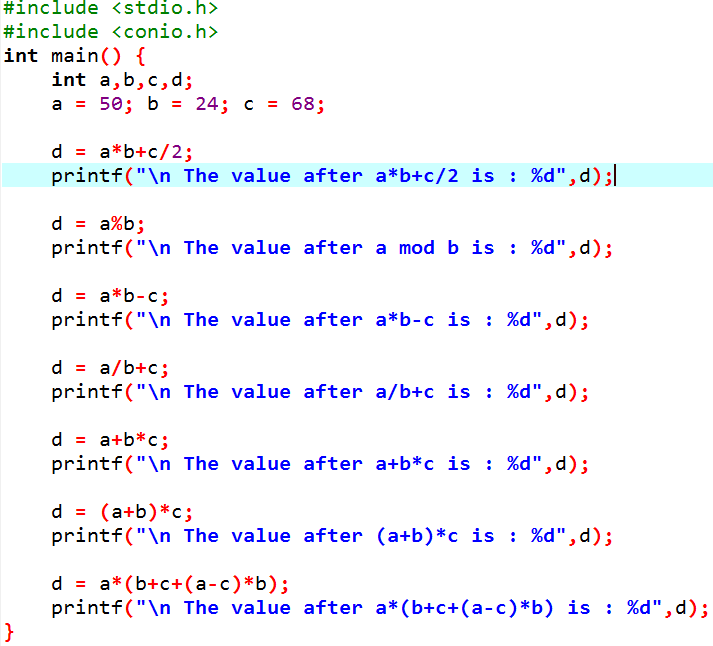 #include <stdio.h>
#include <conio.h>
int main() {
    int a,b,c,d;
    a = 50; b = 24; c = 68;

    d = a*b+c/2;
    printf("\n The value after a*b+c/2 is : %d",d);

    d = a%b;
    printf("\n The value after a mod b is : %d",d);

    d = a*b-c;
    printf("\n The value after a*b-c is : %d",d);

    d = a/b+c;
    printf("\n The value after a/b+c is : %d",d);

    d = a+b*c;
    printf("\n The value after a+b*c is : %d",d);

    d = (a+b)*c;
    printf("\n The value after (a+b)*c is : %d",d);

    d = a*(b+c+(a-c)*b);
    printf("\n The value after a*(b+c+(a-c)*b) is : %d",d);
}